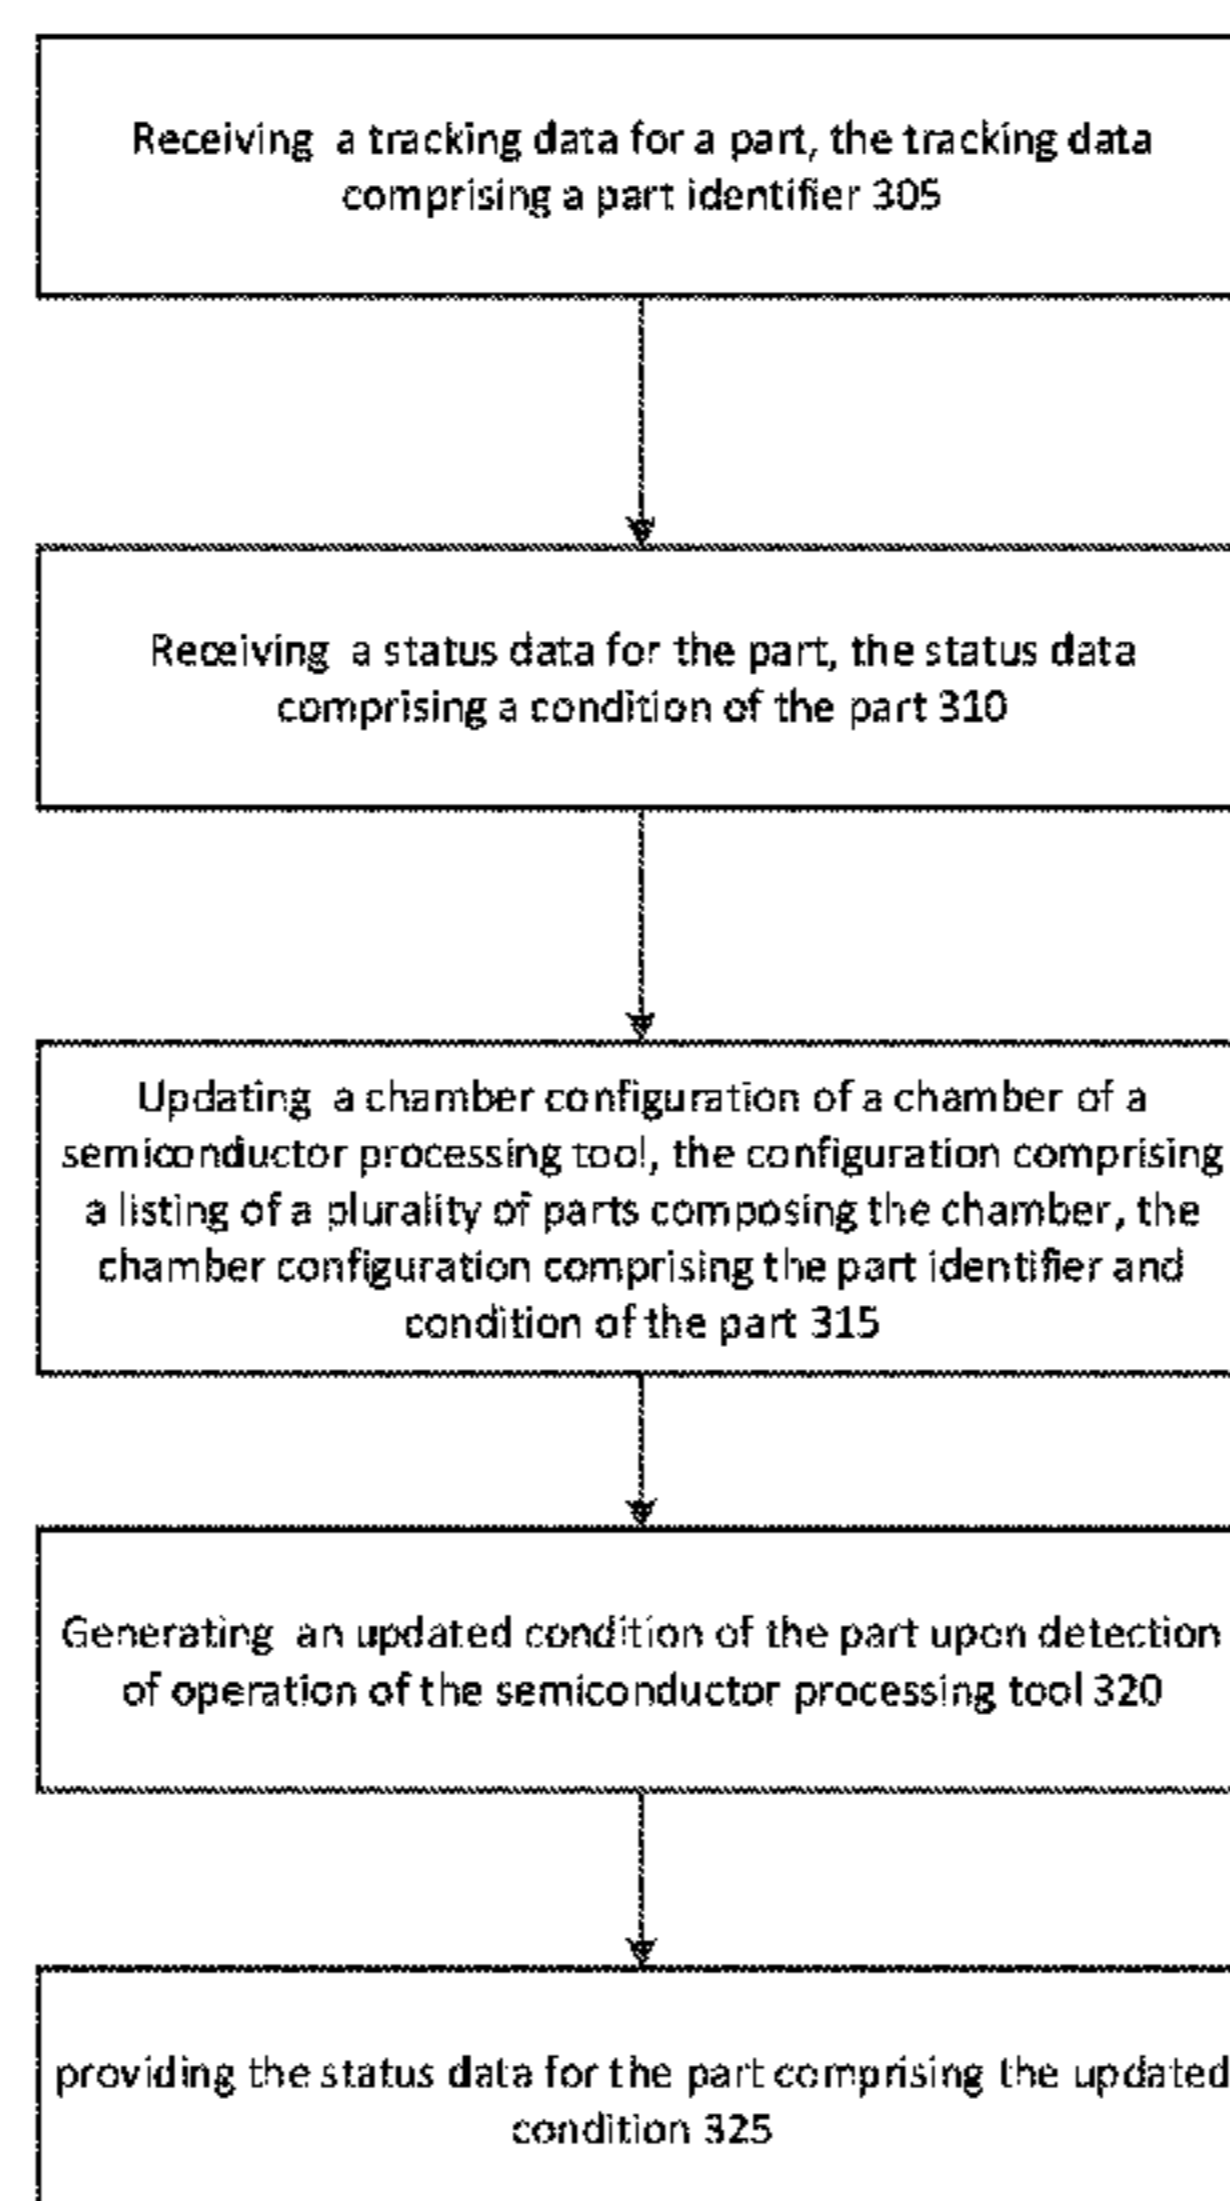 Receiving a tracking data for a part, the tracking data
comprising a part identifier 305
Receiving a status data for the part, the status data
comprising a condition of the part 310
Updating a chamber configuration of a chamber of a
semiconductor processing tool, the configuration comprising
a listing of a plurality of parts composing the chamber, the
chamber configuration comprising the part identifier and
condition of the part 315
Generating an updated condition of the part upon detection
of operation of the semiconductor processing tool 320
providing the status data for the part comprising the updated
condition 325